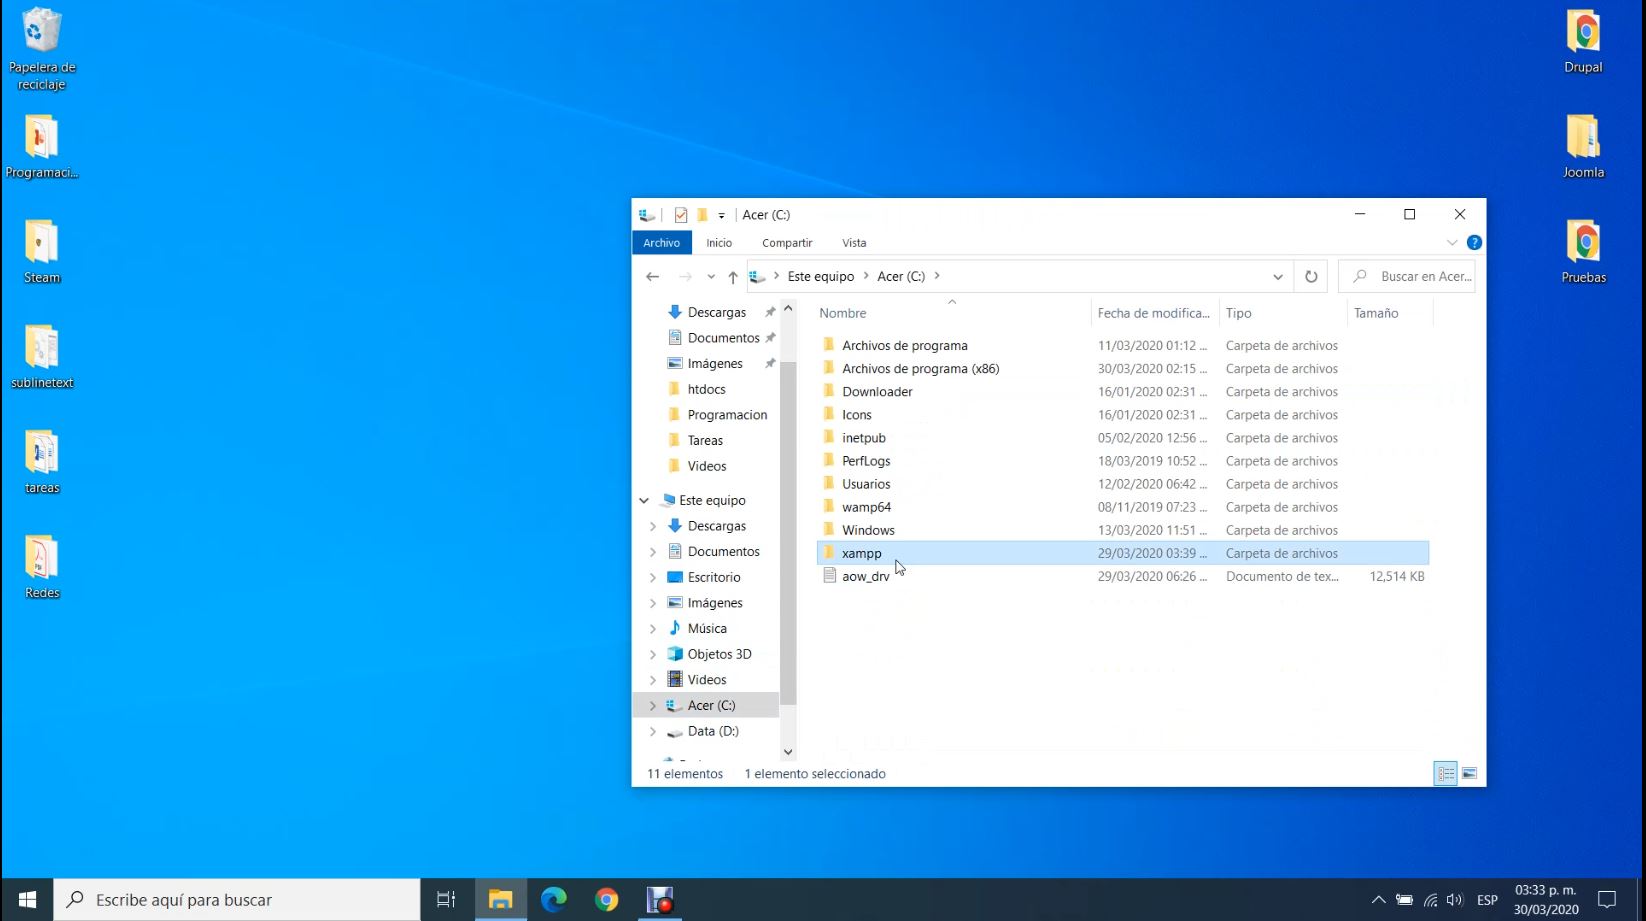 Papelera de
reciclaje
Programaci...
Steam
sublinetext
tareas
Redes
Drupal
Joomla
Pruebas
Acer (C:)
Archivo Inicio Compartir Vista
Este equipo Acer (C:)
Buscar en Acer...
Descargas
Documentos
Imágenes
htdocs
Programacion
Tareas
Videos
Este equipo
Descargas
Documentos
Escritorio
Imágenes
Música
Objetos 3D
Videos
Acer (C:)
Data (D:)
Nombre Fecha de modifica... Tipo Tamaño
Archivos de programa 11/03/2020 01:12 ... Carpeta de archivos
Archivos de programa (x86) 30/03/2020 02:15 ... Carpeta de archivos
Downloader 16/01/2020 02:31 ... Carpeta de archivos
Icons 16/01/2020 02:31 ... Carpeta de archivos
inetpub 05/02/2020 12:56 ... Carpeta de archivos
PerfLogs 18/03/2019 10:52 ... Carpeta de archivos
Usuarios 12/02/2020 06:42 ... Carpeta de archivos
wamp64 08/11/2019 07:23 ... Carpeta de archivos
Windows 13/03/2020 11:51 ... Carpeta de archivos
xampp 29/03/2020 03:39 ... Carpeta de archivos
aow_drv 29/03/2020 06:26 ... Documento de tex... 12,514 KB
11 elementos 1 elemento seleccionado
Escribe aquí para buscar
ESP
03:33 p. m.
30/03/2020